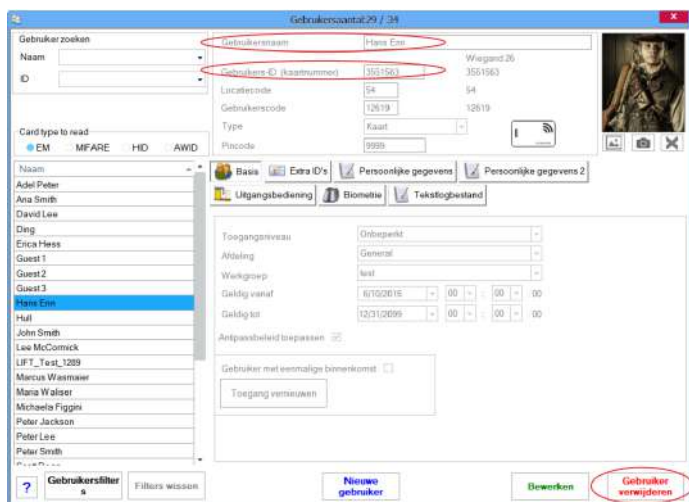 Gebruikersaantal:29 / 34
x
Gebruiker zoeken
Naam
ID
Card type to read
EM MIFARE HID AWID
Gebruikersnaam Hans Enn
Wiegand 26
Gebruikers-ID (kaartnummer) 3551563 3551563
Locatiecode 54 54
Gebruikerscode 12619 12619
Type Kaart
Pincode 9999
Naam
Adel Peter
Ana Smith
David Lee
Ding
Erica Hess
Guest 1
Guest 2
Guest 3
Hans Enn
Hull
John Smith
Lee McCormick
LIFT_Test_1289
Marcus Wasmaier
Maria Waliser
Michaela Figgini
Peter Jackson
Peter Lee
Peter Smith
Basis Extra ID's Persoonlijke gegevens Persoonlijke gegevens 2
Uitgangsbediening Biometrie Tekstlogbestand
Toegangsniveau Onbeperkt
Afdeling General
Werkgroep test
Geldig vanaf 6/10/2015 00 : 00 00
Geldig tot 12/31/2099 00 : 00 00
Antipassbeleid toepassen
Gebruiker met eenmalige binnenkomst
Toegang vernieuwen
?
Gebruikersfilter
s
Filters wissen
Nieuwe
gebruiker
Bewerken
Gebruiker
verwijderen